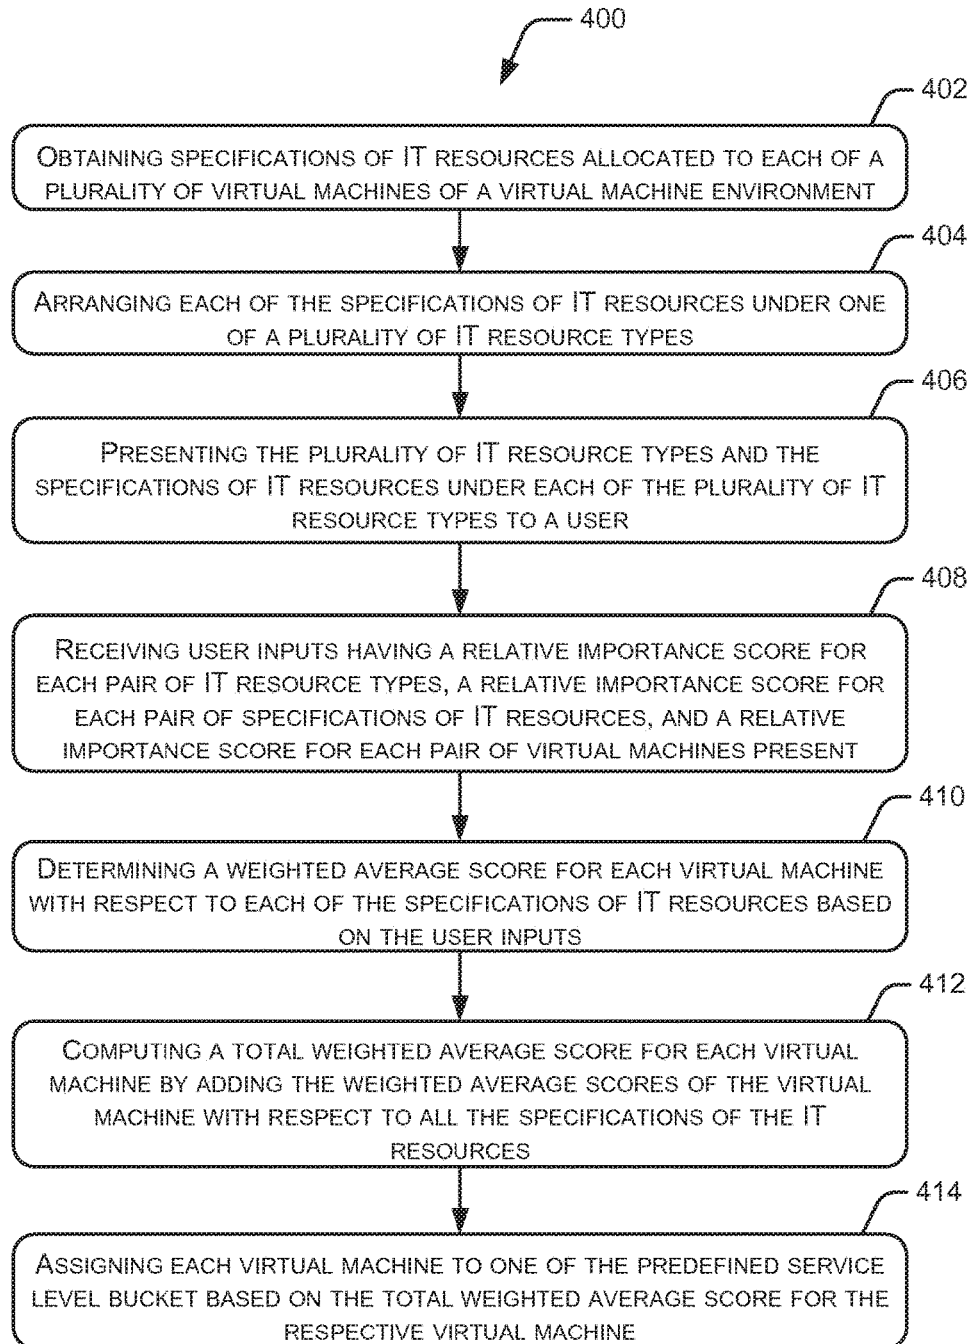 400
402
OBTAINING SPECIFICATIONS OF IT RESOURCES ALLOCATED TO EACH OF A
PLURALITY OF VIRTUAL MACHINES OF A VIRTUAL MACHINE ENVIRONMENT
404
ARRANGING EACH OF THE SPECIFICATIONS OF IT RESOURCES UNDER ONE
OF A PLURALITY OF IT RESOURCE TYPES
406
PRESENTING THE PLURALITY OF IT RESOURCE TYPES AND THE
SPECIFICATIONS OF IT RESOURCES UNDER EACH OF THE PLURALITY OF IT
RESOURCE TYPES TO A USER
408
RECEIVING USER INPUTS HAVING A RELATIVE IMPORTANCE SCORE FOR
EACH PAIR OF IT RESOURCE TYPES, A RELATIVE IMPORTANCE SCORE FOR
EACH PAIR OF SPECIFICATIONS OF IT RESOURCES, AND A RELATIVE
IMPORTANCE SCORE FOR EACH PAIR OF VIRTUAL MACHINES PRESENT
410
DETERMINING A WEIGHTED AVERAGE SCORE FOR EACH VIRTUAL MACHINE
WITH RESPECT TO EACH OF THE SPECIFICATIONS OF IT RESOURCES BASED
ON THE USER INPUTS
412
COMPUTING A TOTAL WEIGHTED AVERAGE SCORE FOR EACH VIRTUAL
MACHINE BY ADDING THE WEIGHTED AVERAGE SCORES OF THE VIRTUAL
MACHINE WITH RESPECT TO ALL THE SPECIFICATIONS OF THE IT
RESOURCES
414
ASSIGNING EACH VIRTUAL MACHINE TO ONE OF THE PREDEFINED SERVICE
LEVEL BUCKET BASED ON THE TOTAL WEIGHTED AVERAGE SCORE FOR THE
RESPECTIVE VIRTUAL MACHINE